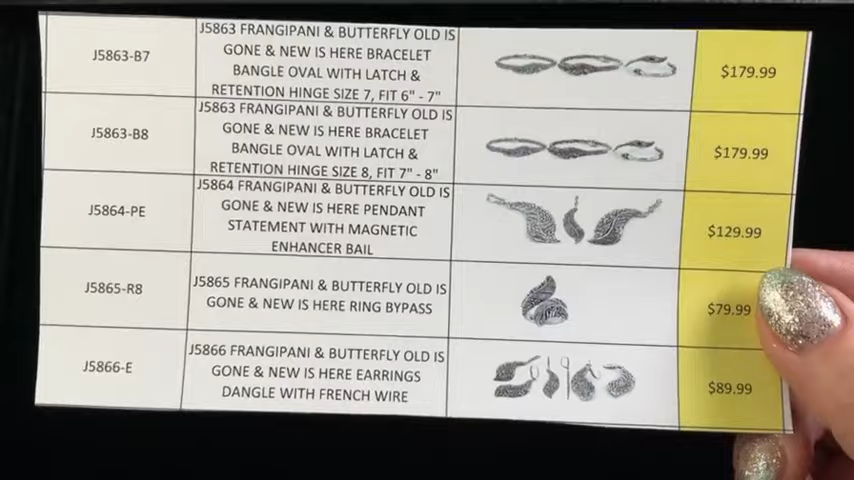 J5863-B7
J5863 FRANGIPANI & BUTTERFLY OLD IS
GONE & NEW IS HERE BRACELET
BANGLE OVAL WITH LATCH &
RETENTION HINGE SIZE 7, FIT 6" - 7"
$179.99
J5863-B8
J5863 FRANGIPANI & BUTTERFLY OLD IS
GONE & NEW IS HERE BRACELET
BANGLE OVAL WITH LATCH &
RETENTION HINGE SIZE 8, FIT 7" - 8"
$179.99
J5864-PE
J5864 FRANGIPANI & BUTTERFLY OLD IS
GONE & NEW IS HERE PENDANT
STATEMENT WITH MAGNETIC
ENHANCER BAIL
$129.99
J5865-R8
J5865 FRANGIPANI & BUTTERFLY OLD IS
GONE & NEW IS HERE RING BYPASS
$79.99
J5866-E
J5866 FRANGIPANI & BUTTERFLY OLD IS
GONE & NEW IS HERE EARRINGS
DANGLE WITH FRENCH WIRE
$89.99